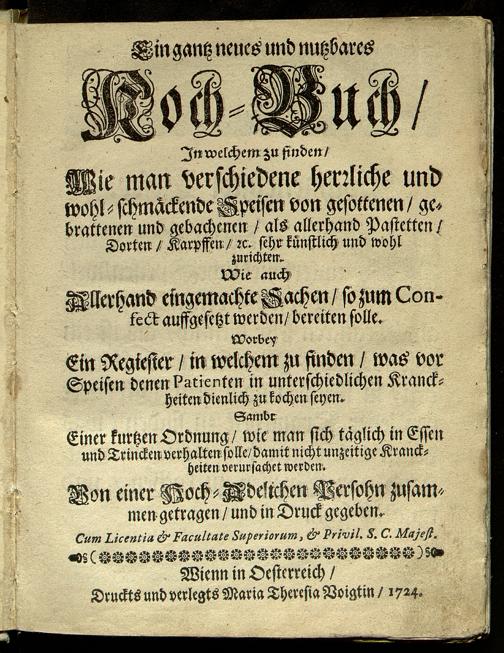 Ein gantz neues und nutzbares
Koch-Buch /
In welchem zu finden /
Wie man verschiedene herrliche und
wohl-schmäckende Speisen von gesottenen / ge-
brattenen und gebachenen / als allerhand Pastetten /
Dorten / Karpffen / ꝛc. sehr künstlich und wohl
zurichten.
Wie auch
Allerhand eingemachte Sachen / so zum Con-
fect auffgesetzt werden / bereiten solle.
Worbey
Ein Regiester / in welchem zu finden / was vor
Speisen denen Patienten in unterschiedlichen Kranck-
heiten dienlich zu kochen seyen.
Sambt
Einer kurtzen Ordnung / wie man sich täglich in Essen
und Trincken verhalten solle / damit nicht unzeitige Kranck-
heiten verursachet werden.
Von einer Hoch-Adelichen Persohn zusam-
men getragen / und in Druck gegeben.
Cum Licentia & Facultate Superiorum, & Privil. S. C. Majest.
Wienn in Oesterreich /
Druckts und verlegts Maria Theresia Voigtin / 1724.